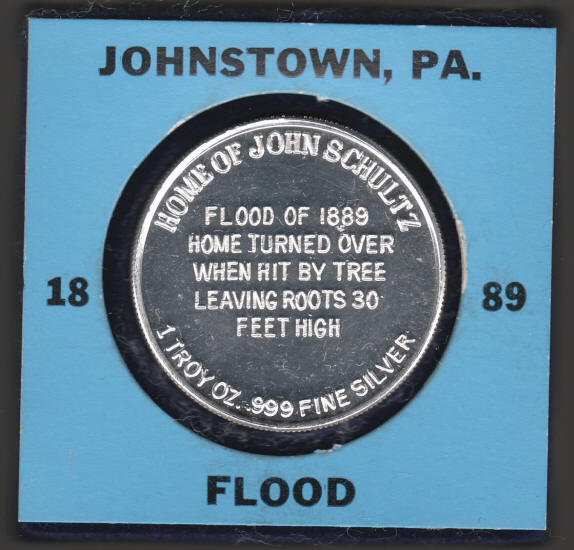 JOHNSTOWN, PA.
HOME OF JOHN SCHULTZ
FLOOD OF 1889
HOME TURNED OVER
WHEN HIT BY TREE
LEAVING ROOTS 30
FEET HIGH
1 TROY OZ. .999 FINE SILVER
18 89
FLOOD